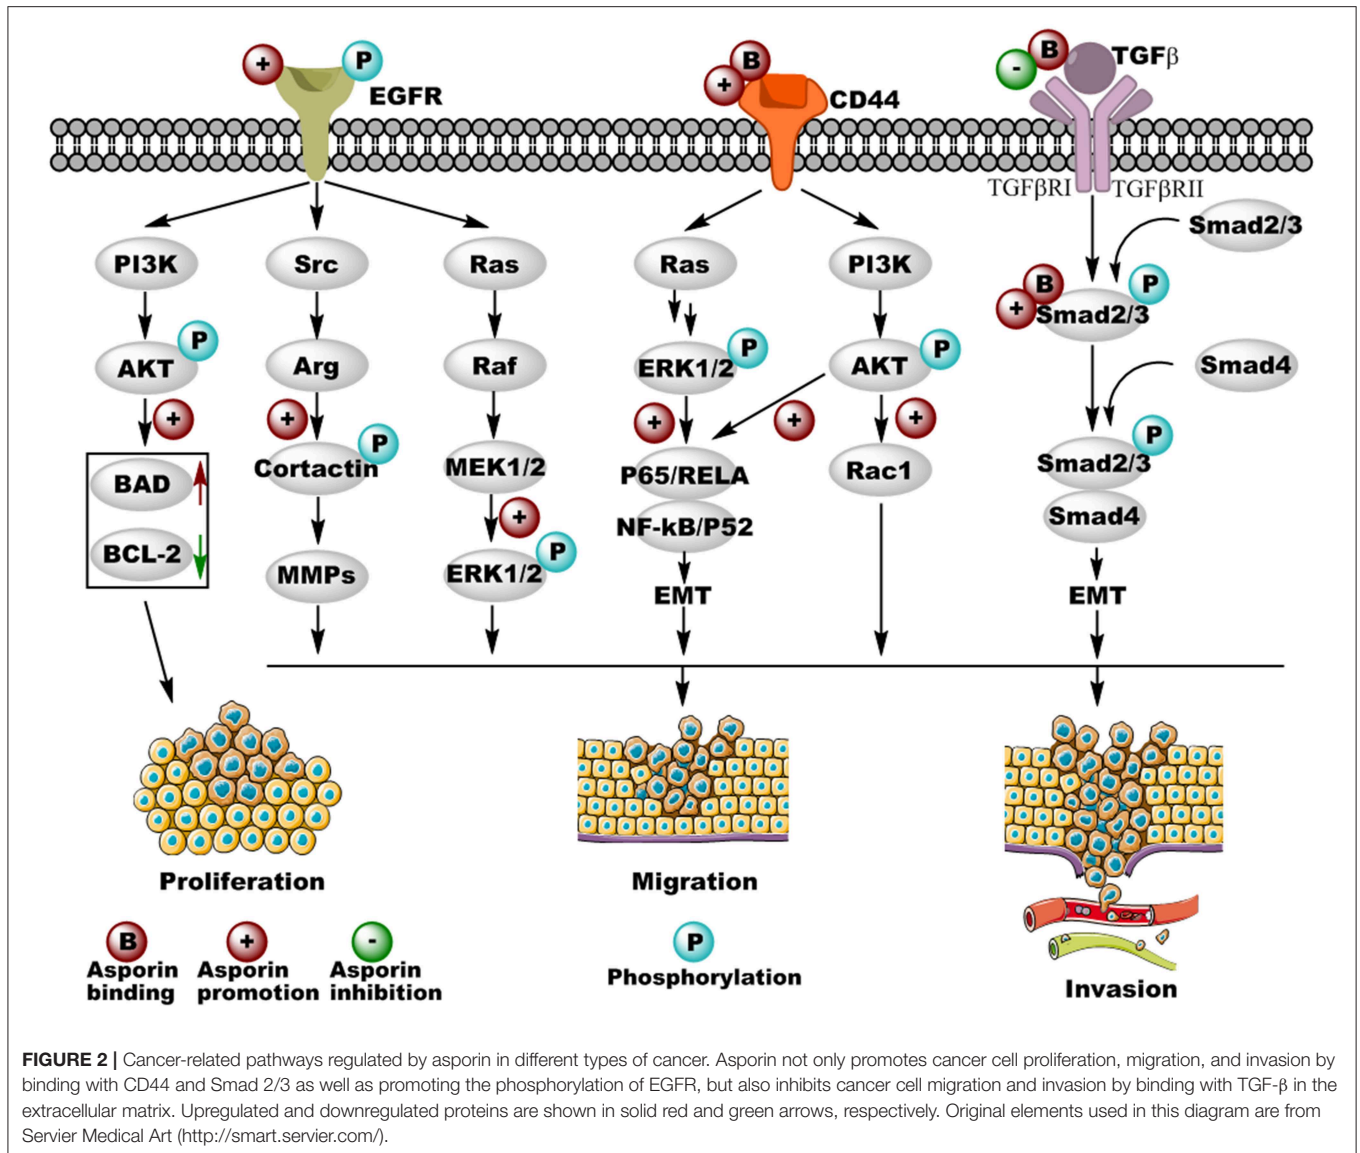 + P EGFR
B + CD44
- B TGFβ
TGFβRI TGFβRII
Smad2/3
PI3K Src Ras Ras PI3K
B P
+ Smad2/3
P P P
AKT Arg Raf ERK1/2 AKT Smad4
+ + + + +
P P
BAD Cortactin MEK1/2 P65/RELA Rac1 Smad2/3
+
BCL-2 NF-kB/P52 Smad4
P
MMPs ERK1/2 EMT EMT
Proliferation Migration
B + - P
Asporin Asporin Asporin Phosphorylation
binding promotion inhibition Invasion
FIGURE 2 | Cancer-related pathways regulated by asporin in different types of cancer. Asporin not only promotes cancer cell proliferation, migration, and invasion by
binding with CD44 and Smad 2/3 as well as promoting the phosphorylation of EGFR, but also inhibits cancer cell migration and invasion by binding with TGF-β in the
extracellular matrix. Upregulated and downregulated proteins are shown in solid red and green arrows, respectively. Original elements used in this diagram are from
Servier Medical Art (http://smart.servier.com/).